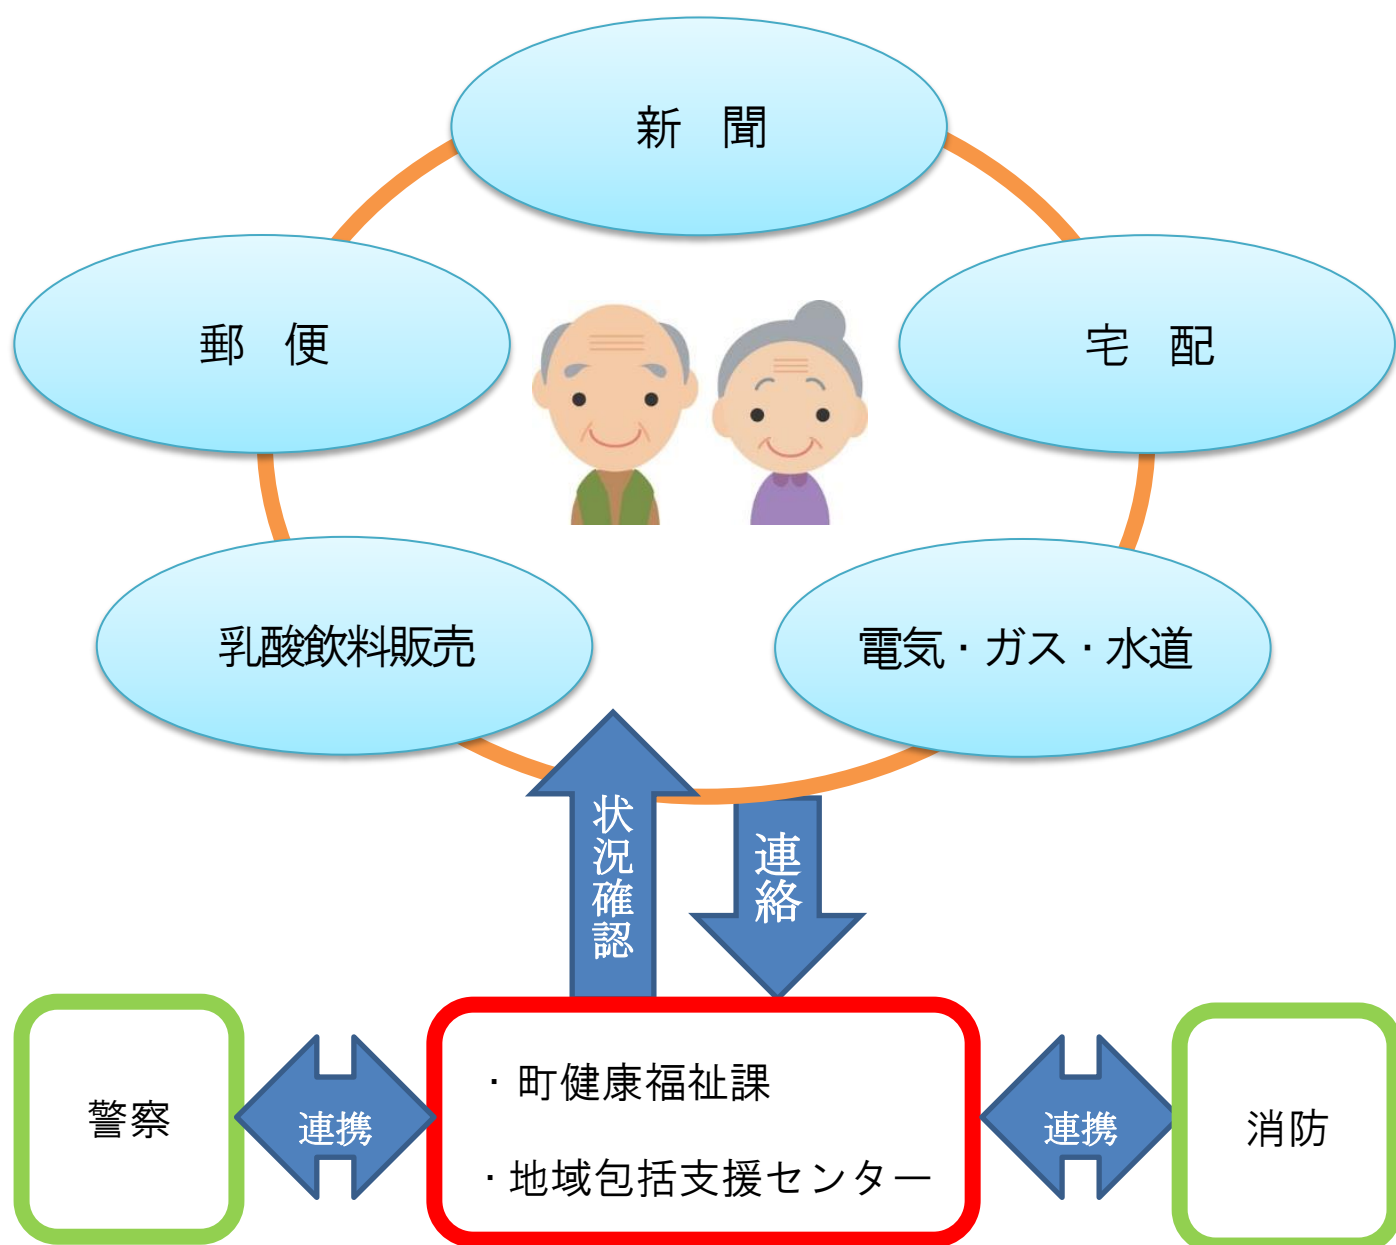 新　聞
郵　便
宅　配
乳酸飲料販売
電気・ガス・水道
状況確認
連絡
警察
連携
・町健康福祉課
・地域包括支援センター
連携
消防